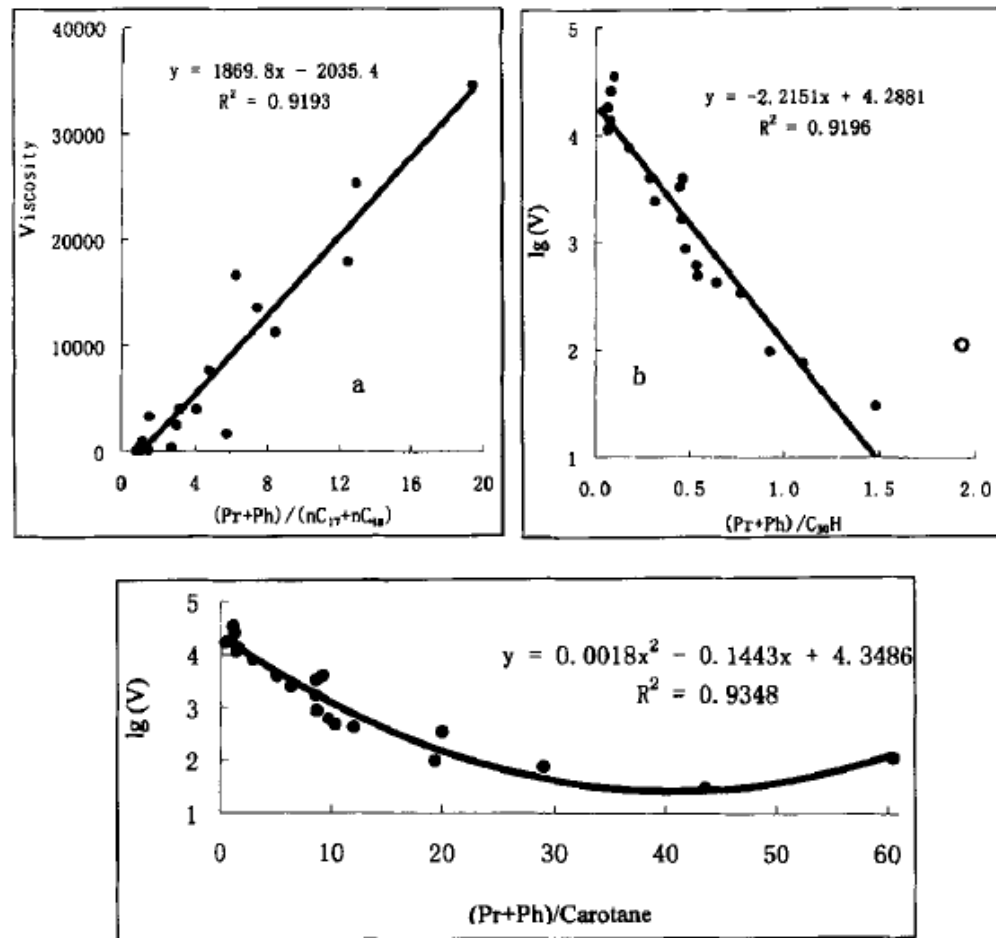 40000
30000
20000
10000
0
Viscosity
y = 1869.8x - 2035.4
R² = 0.9193
a
0 4 8 12 16 20
(Pr+Ph)/(nC₁₇+nC₁₈)
5
4
3
2
1
lg(V)
y = -2.2151x + 4.2881
R² = 0.9196
b
0.0 0.5 1.0 1.5 2.0
(Pr+Ph)/C₃₀H
5
4
3
2
1
lg(V)
y = 0.0018x² - 0.1443x + 4.3486
R² = 0.9348
0 10 20 30 40 50 60
(Pr+Ph)/Carotane